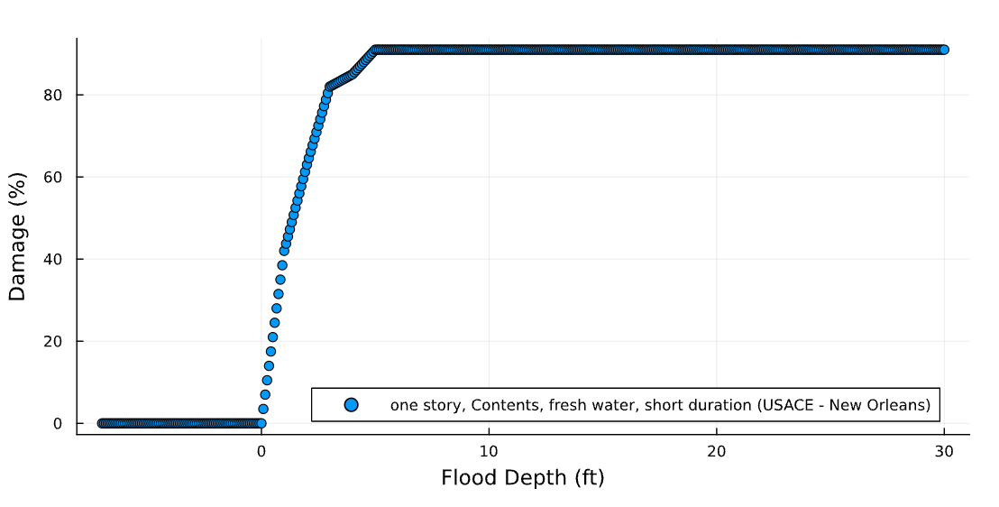 Damage (%)
80
60
40
20
0
one story, Contents, fresh water, short duration (USACE - New Orleans)
0 10 20 30
Flood Depth (ft)